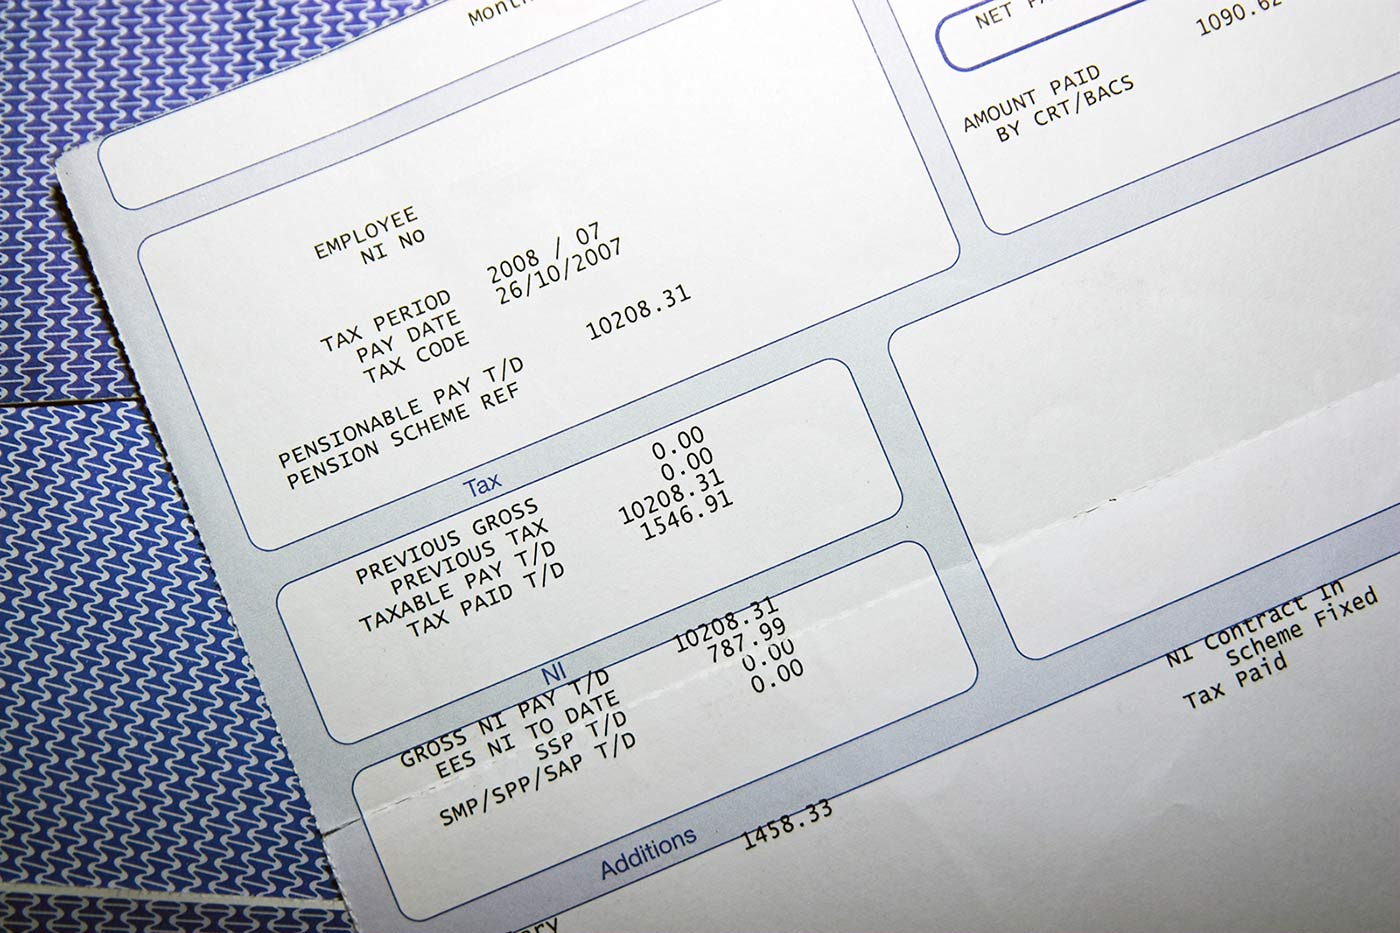 NET
1090.62
AMOUNT PAID
BY CRT/BACS
EMPLOYEE
NI NO
TAX PERIOD 2008 / 07
PAY DATE 26/10/2007
TAX CODE
PENSIONABLE PAY T/D 10208.31
PENSION SCHEME REF
Tax
PREVIOUS GROSS 0.00
PREVIOUS TAX 0.00
TAXABLE PAY T/D 10208.31
TAX PAID T/D 1546.91
NI
GROSS NI PAY T/D 10208.31
EES NI TO DATE 787.99
SSP T/D 0.00
SMP/SPP/SAP T/D 0.00
Additions
1458.33
NI Contract In
Scheme Fixed
Tax Paid